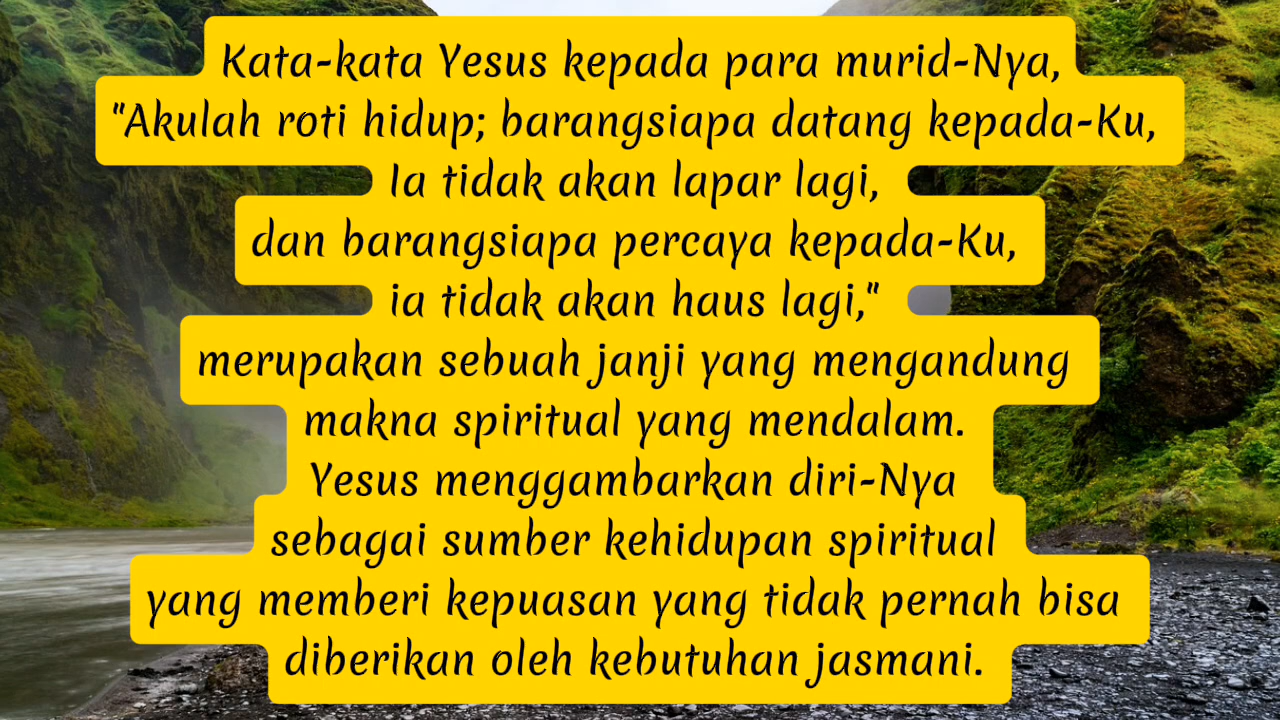 Kata-kata Yesus kepada para murid-Nya,
"Akulah roti hidup; barangsiapa datang kepada-Ku,
Ia tidak akan lapar lagi,
dan barangsiapa percaya kepada-Ku,
ia tidak akan haus lagi,"
merupakan sebuah janji yang mengandung
makna spiritual yang mendalam.
Yesus menggambarkan diri-Nya
sebagai sumber kehidupan spiritual
yang memberi kepuasan yang tidak pernah bisa
diberikan oleh kebutuhan jasmani.